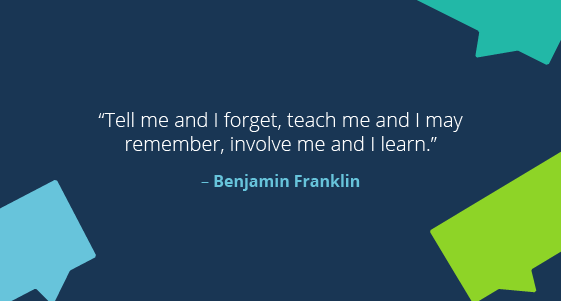 “Tell me and I forget, teach me and I may
remember, involve me and I learn.”
– Benjamin Franklin